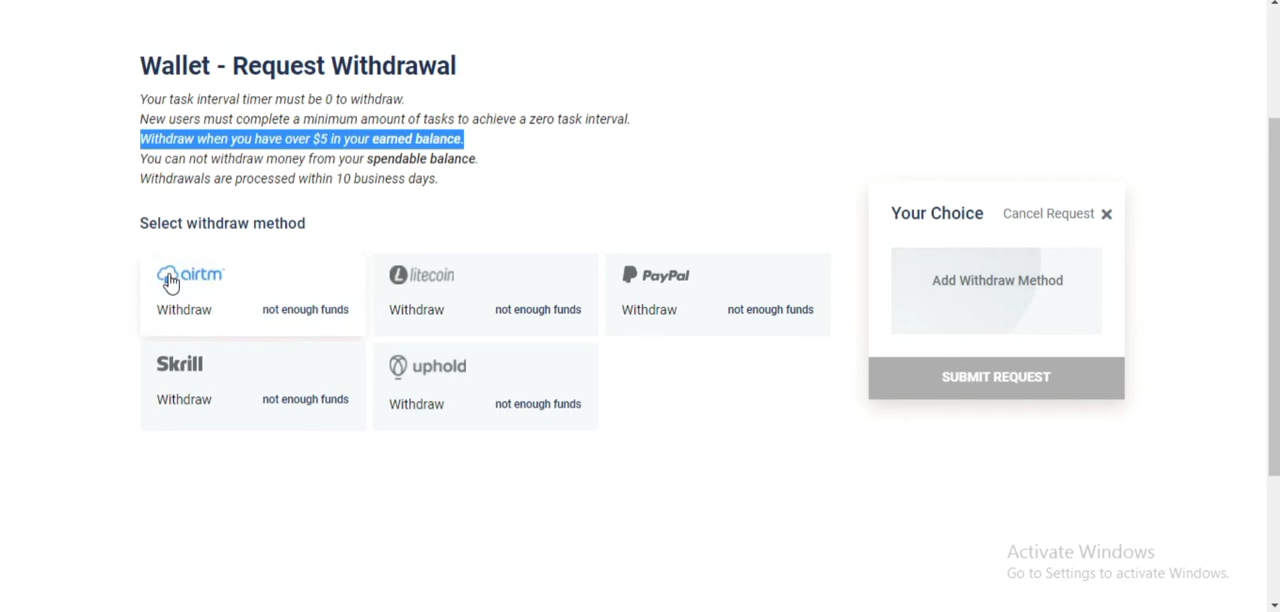 Wallet - Request Withdrawal
Your task interval timer must be 0 to withdraw.
New users must complete a minimum amount of tasks to achieve a zero task interval.
Withdraw when you have over $5 in your earned balance.
You can not withdraw money from your spendable balance.
Withdrawals are processed within 10 business days.
Select withdraw method
airtm
Withdraw not enough funds
litecoin
Withdraw not enough funds
PayPal
Withdraw not enough funds
Skrill
Withdraw not enough funds
uphold
Withdraw not enough funds
Your Choice Cancel Request ×
Add Withdraw Method
SUBMIT REQUEST
Activate Windows
Go to Settings to activate Windows.